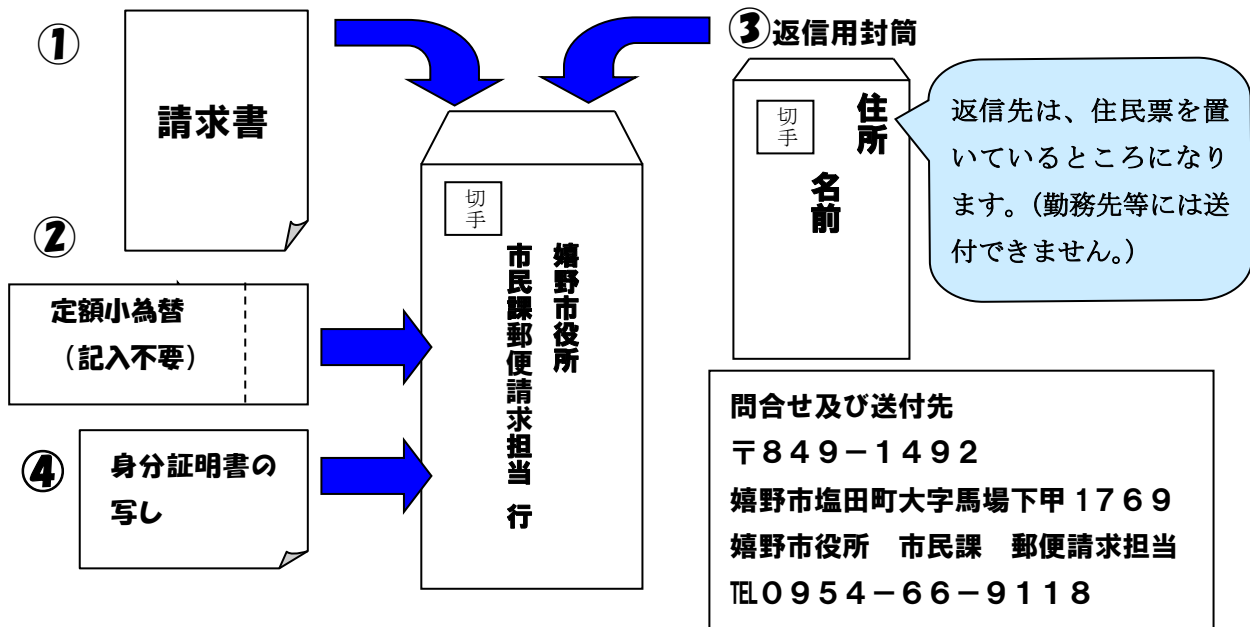 ①
請求書
②
定額小為替
（記入不要）
④
身分証明書の
写し
切手
嬉野市役所
市民課郵便請求担当 行
③返信用封筒
切手
住所
名前
返信先は、住民票を置
いているところになり
ます。（勤務先等には送
付できません。）
問合せ及び送付先
〒８４９－１４９２
嬉野市塩田町大字馬場下甲１７６９
嬉野市役所　市民課　郵便請求担当
℡０９５４－６６－９１１８